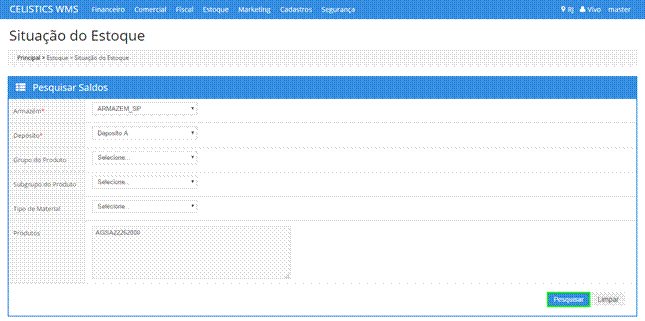 CELISTICS WMS Financeiro Comercial Fiscal Estoque Marketing Cadastros Segurança RJ Vivo master
Situação do Estoque
Principal > Estoque > Situação do Estoque
Pesquisar Saldos
Armazém* ARMAZEM_SP
Depósito* Deposito A
Grupo do Produto Selecione...
Subgrupo do Produto Selecione...
Tipo de Material Selecione...
Produtos
Pesquisar Limpar